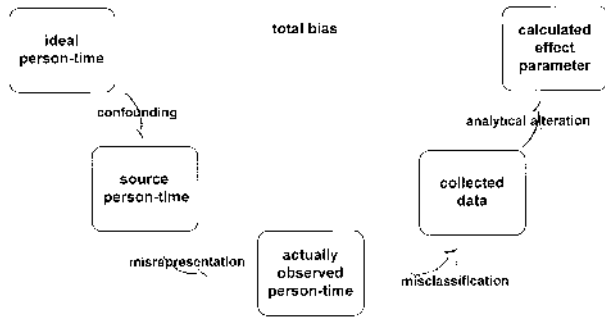 total bias
ideal
person-time
calculated
effect
parameter
confounding
analytical alteration
source
person-time
collected
data
misrepresentation
actually
observed
person-time
misclassification